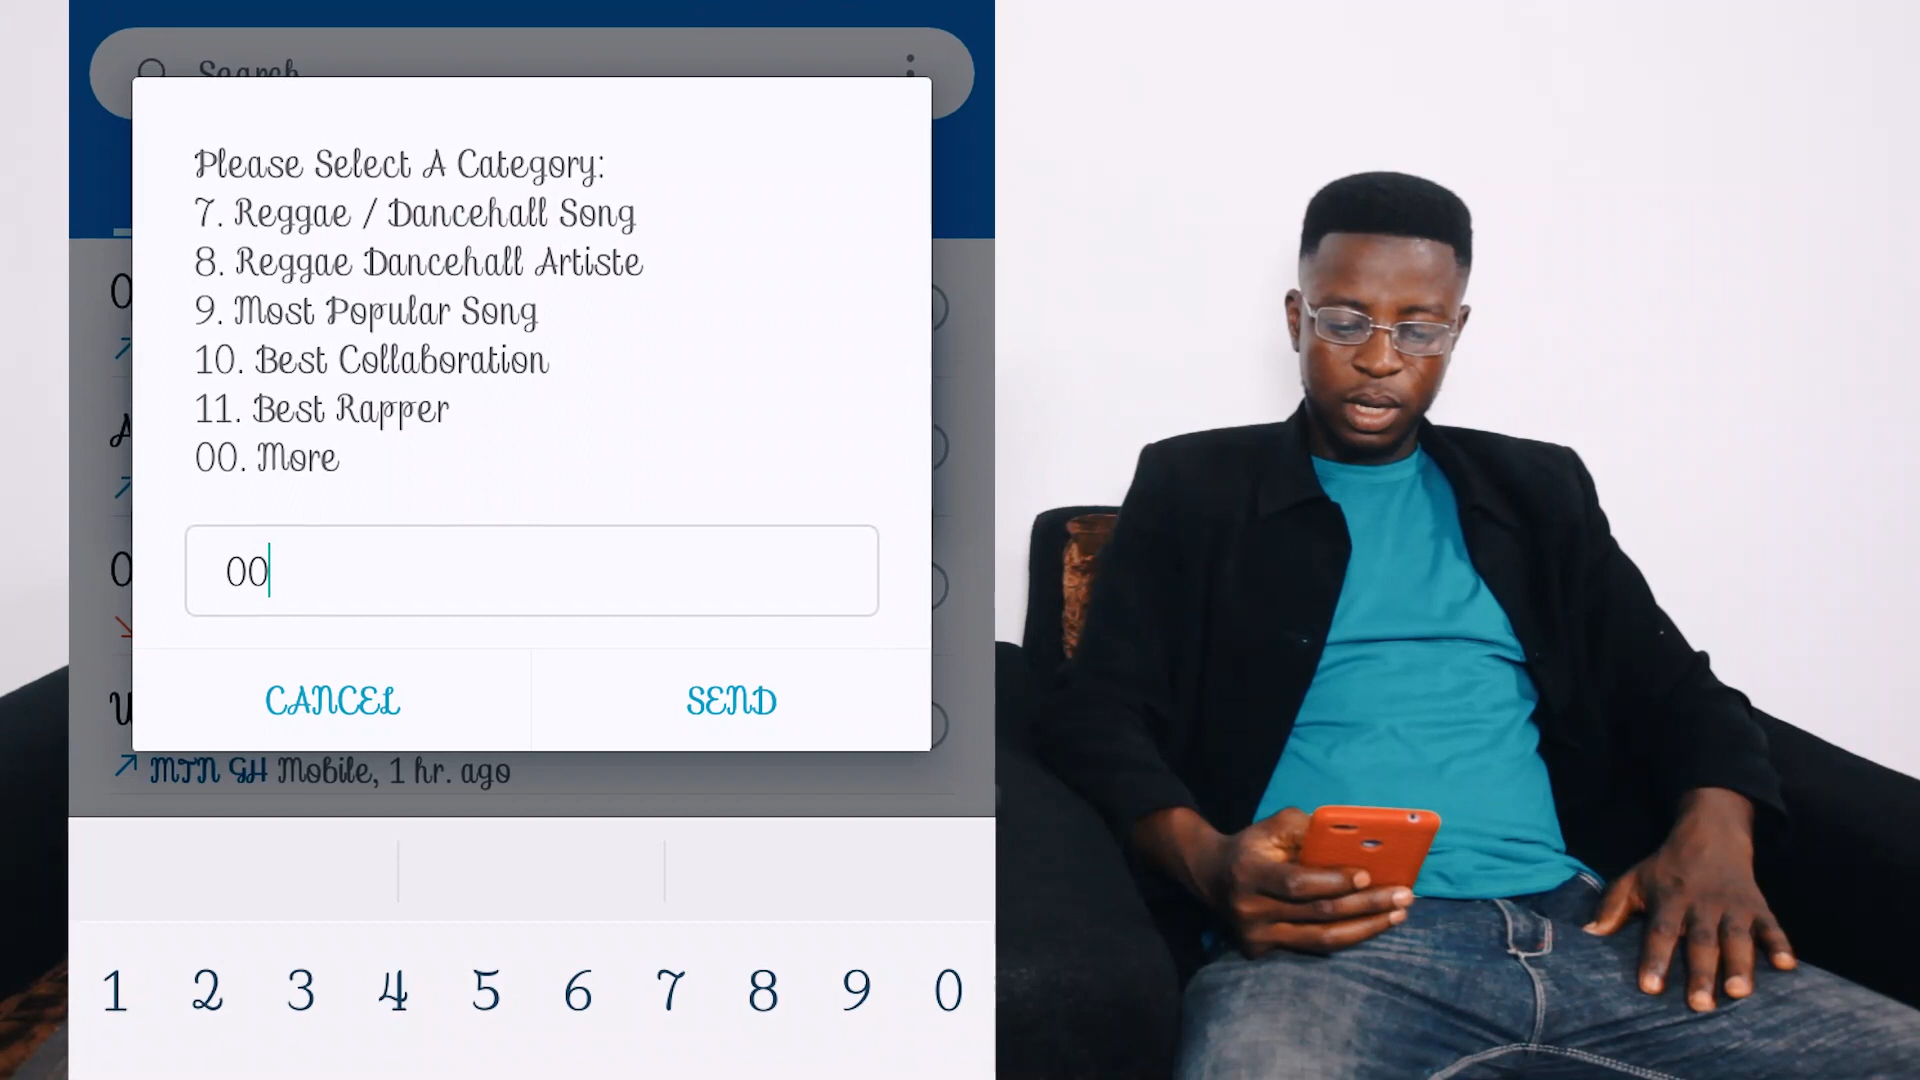 Search
Please Select A Category:
7. Reggae / Dancehall Song
8. Reggae Dancehall Artiste
9. Most Popular Song
10. Best Collaboration
11. Best Rapper
00. More
00
CANCEL SEND
MTN GH Mobile, 1 hr. ago
1 2 3 4 5 6 7 8 9 0